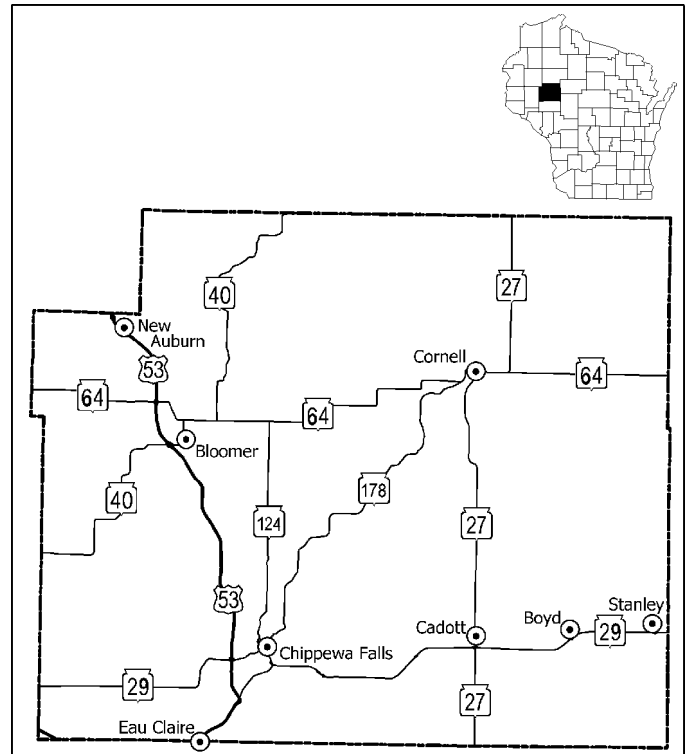 40
27
New
Auburn
53
Cornell
64
64
64
Bloomer
40
178
124
27
53
Stanley
Boyd
Cadott
29
Chippewa Falls
29
27
Eau Claire